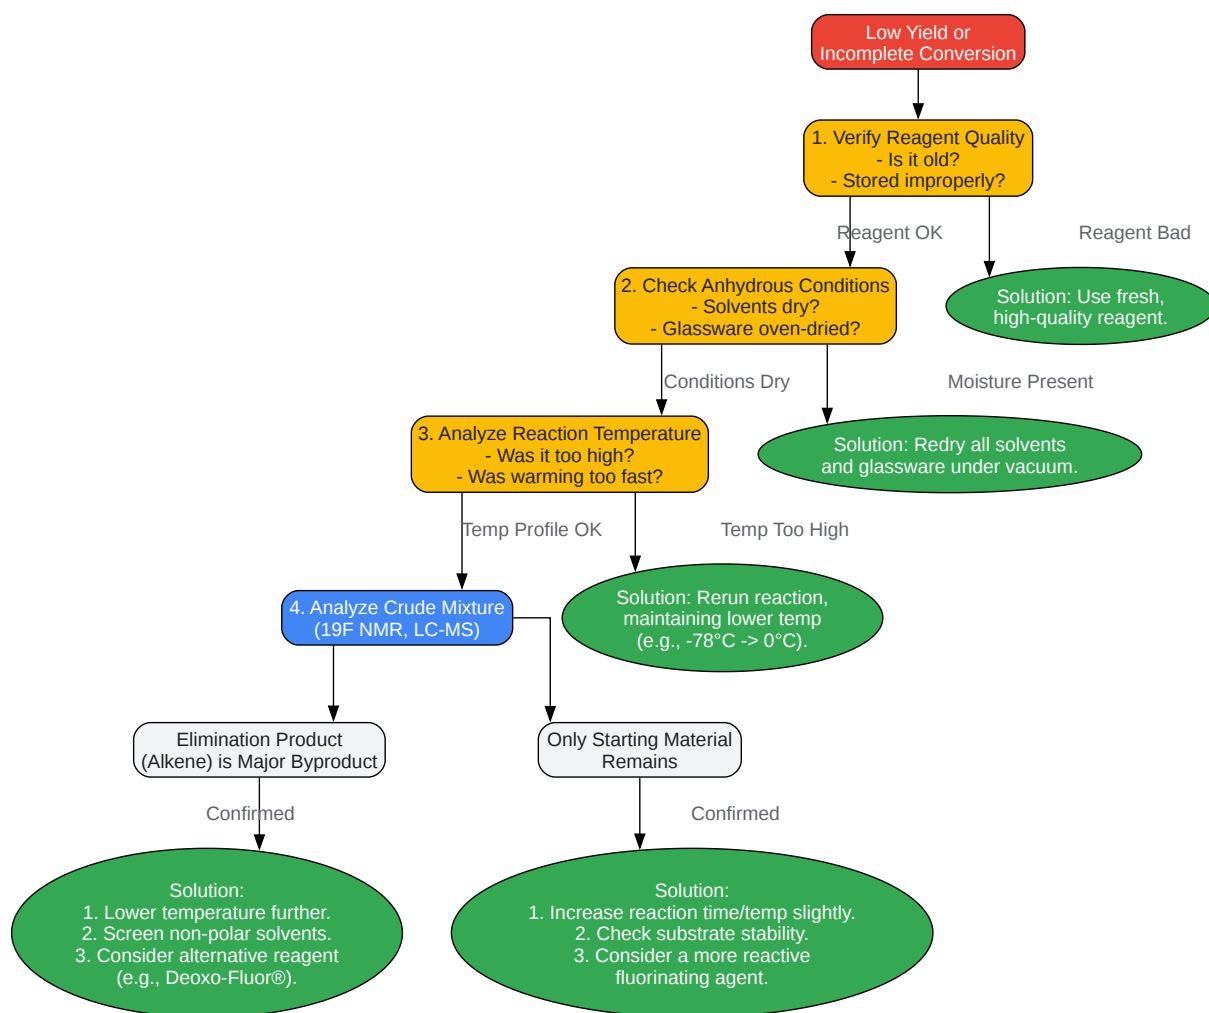 Low Yield or
Incomplete Conversion
1. Verify Reagent Quality
- Is it old?
- Stored improperly?
Reagent OK
Reagent Bad
2. Check Anhydrous Conditions
- Solvents dry?
- Glassware oven-dried?
Solution: Use fresh,
high-quality reagent.
Conditions Dry
Moisture Present
3. Analyze Reaction Temperature
- Was it too high?
- Was warming too fast?
Solution: Redry all solvents
and glassware under vacuum.
Temp Profile OK
Temp Too High
4. Analyze Crude Mixture
(19F NMR, LC-MS)
Solution: Rerun reaction,
maintaining lower temp
(e.g., -78°C -> 0°C).
Elimination Product
(Alkene) is Major Byproduct
Only Starting Material
Remains
Confirmed
Confirmed
Solution:
1. Lower temperature further.
2. Screen non-polar solvents.
3. Consider alternative reagent
(e.g., Deoxo-Fluor®).
Solution:
1. Increase reaction time/temp slightly.
2. Check substrate stability.
3. Consider a more reactive
fluorinating agent.